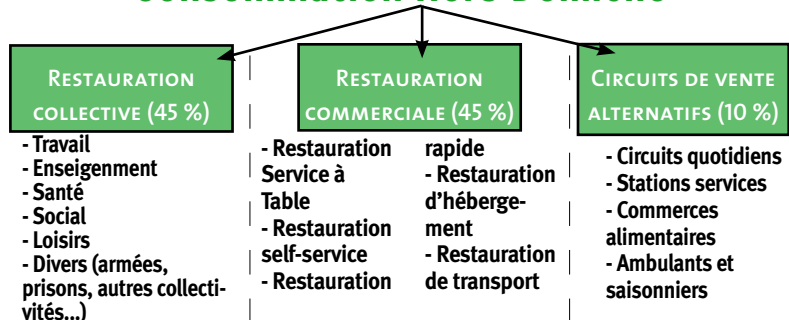 RESTAURATION
COLLECTIVE (45 %)
- Travail
- Enseigenment
- Santé
- Social
- Loisirs
- Divers (armées,
prisons, autres collecti-
vités...)
RESTAURATION
COMMERCIALE (45 %)
- Restauration
Service à
Table
- Restauration
self-service
- Restauration
rapide
- Restauration
d'héberge-
ment
- Restauration
de transport
CIRCUITS DE VENTE
ALTERNATIFS (10 %)
- Circuits quotidiens
- Stations services
- Commerces
alimentaires
- Ambulants et
saisonniers